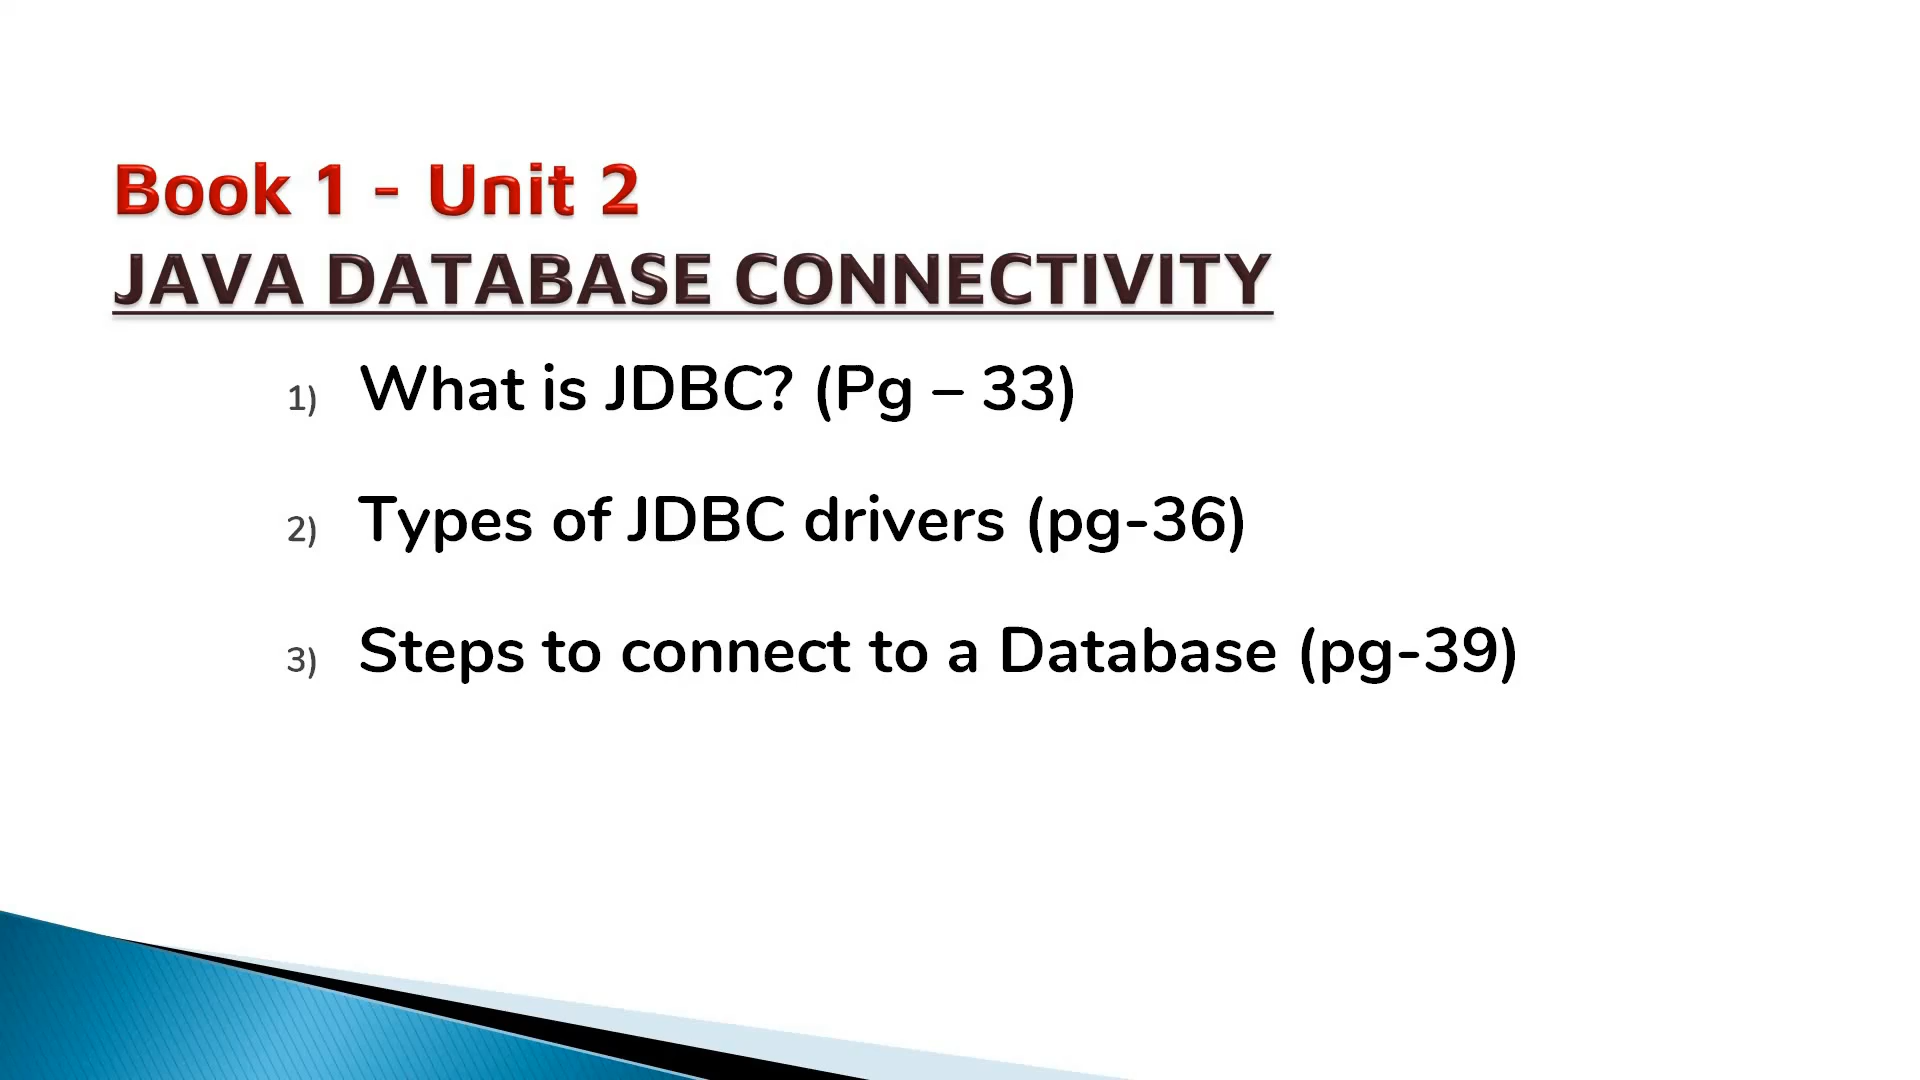 Book 1 - Unit 2
JAVA DATABASE CONNECTIVITY
1) What is JDBC? (Pg – 33)
2) Types of JDBC drivers (pg-36)
3) Steps to connect to a Database (pg-39)